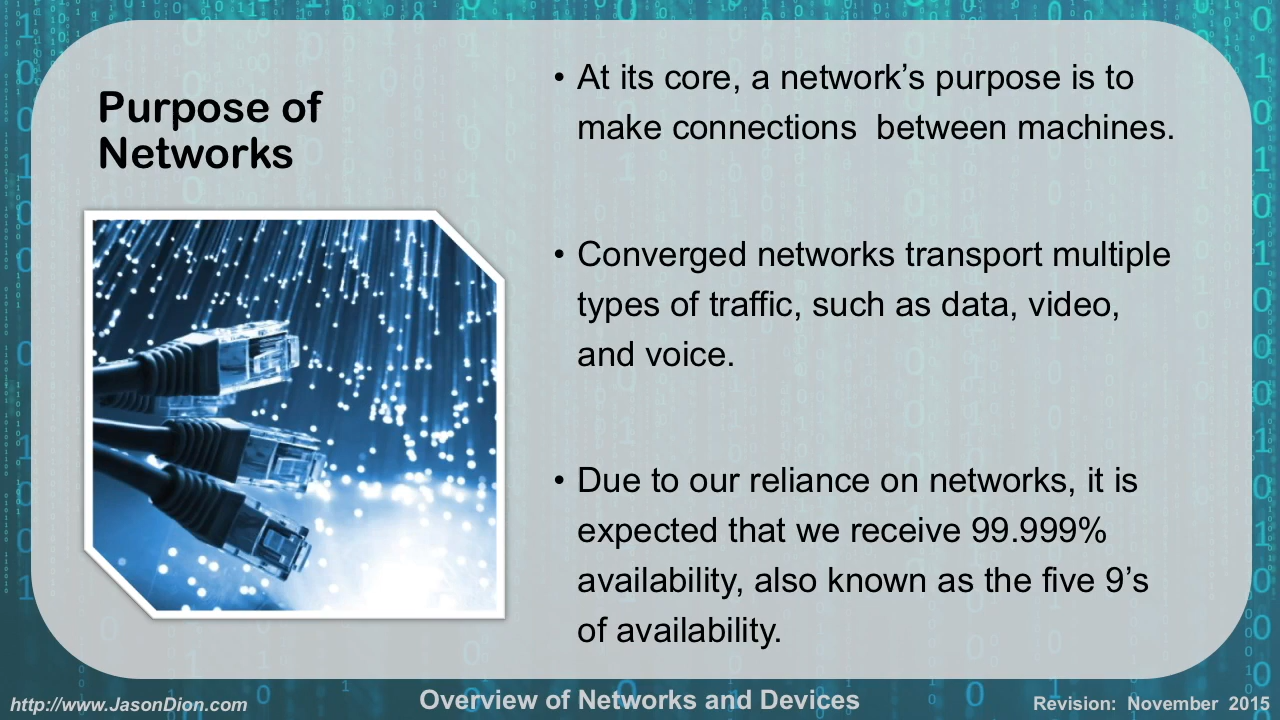 Purpose of
Networks
• At its core, a network’s purpose is to
make connections  between machines.
• Converged networks transport multiple
types of traffic, such as data, video,
and voice.
• Due to our reliance on networks, it is
expected that we receive 99.999%
availability, also known as the five 9’s
of availability.
http://www.JasonDion.com
Overview of Networks and Devices
Revision:  November  2015